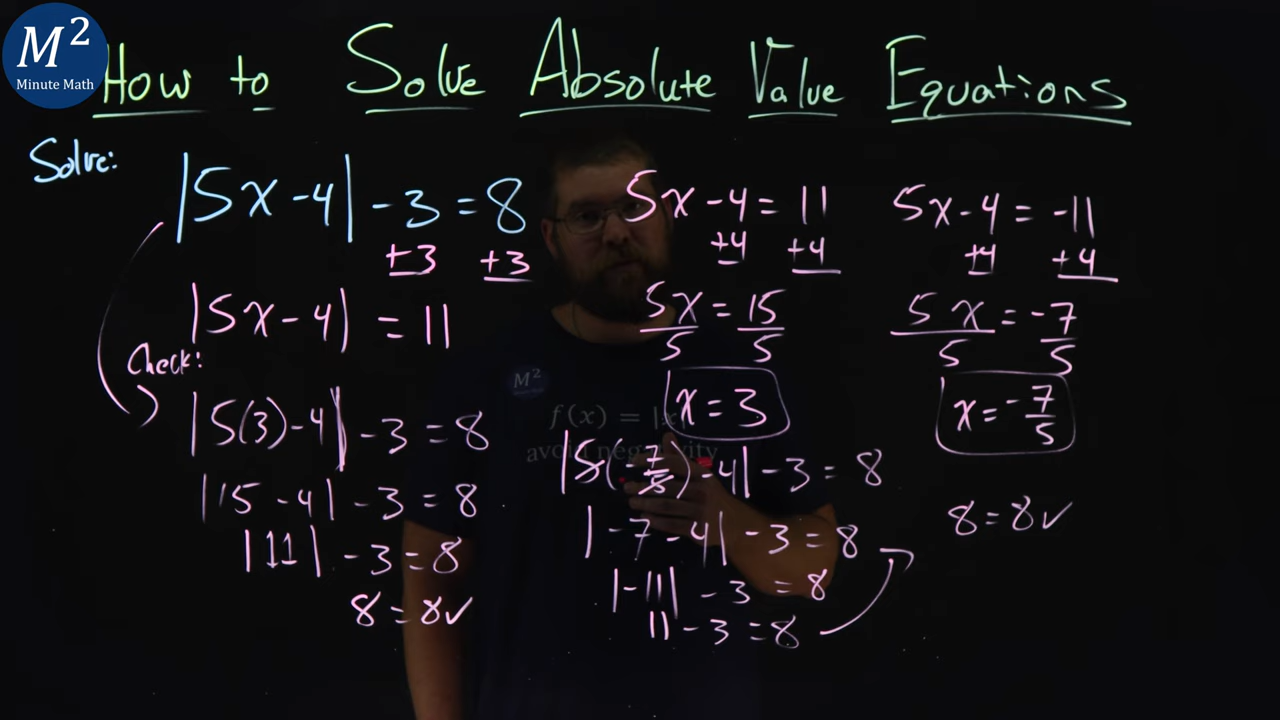 M²
Minute Math
How to Solve Absolute Value Equations
Solve:
|5x-4| -3 = 8
+3 +3
|5x-4| = 11
Check:
|5(3)-4| -3 = 8
|15-4| -3 = 8
|11| -3 = 8
8 = 8✓
5x-4 = 11
+4 +4
5x = 15
5 5
x = 3
|5(-7/5)-4| -3 = 8
|-7-4| -3 = 8
|-11| -3 = 8
11-3 = 8
5x-4 = -11
+4 +4
5x = -7
5 5
x = -7/5
8 = 8✓
M²
f(x) = |x|
avoid negativity